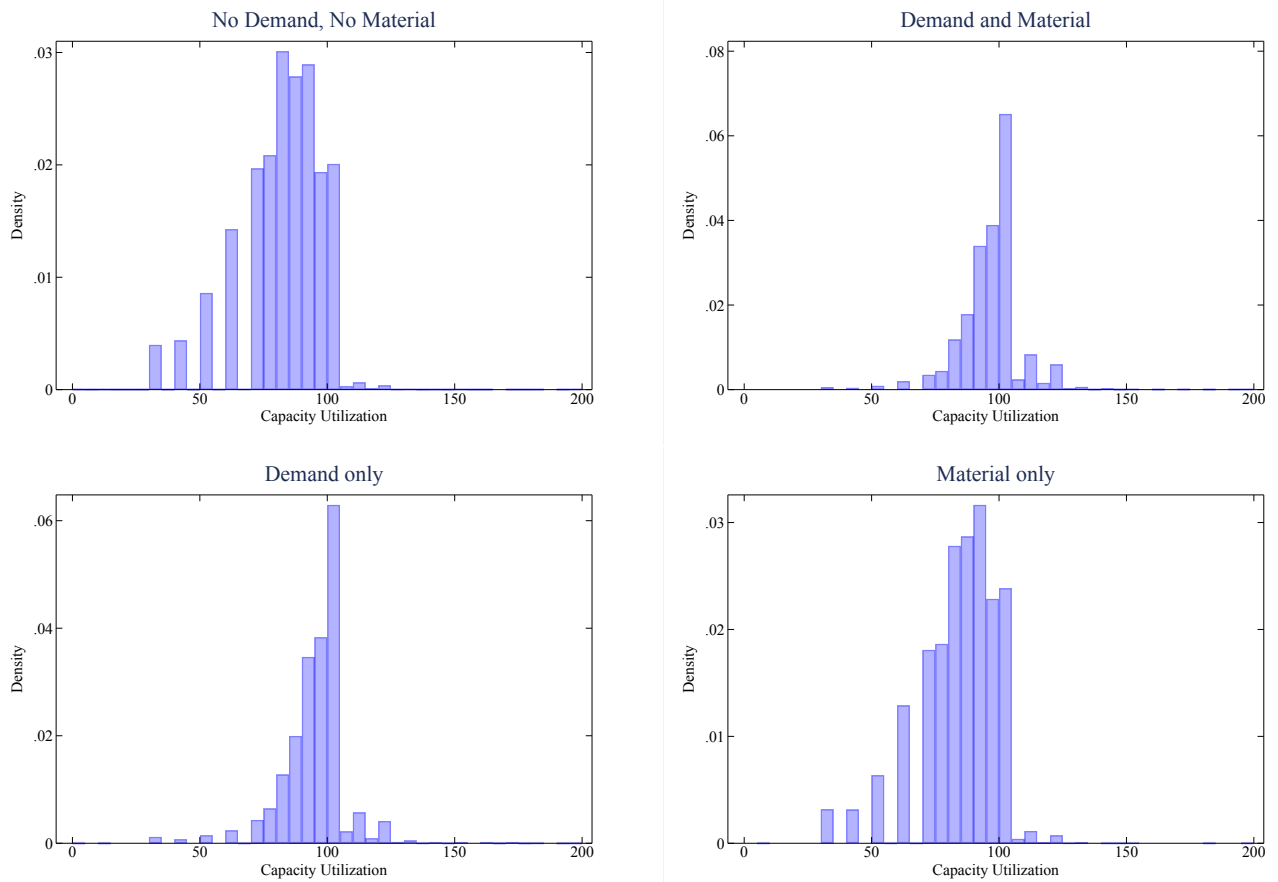 No Demand, No Material
.03
.02
.01
0
Density
0 50 100 150 200
Capacity Utilization
Demand and Material
.08
.06
.04
.02
0
Density
0 50 100 150 200
Capacity Utilization
Demand only
.06
.04
.02
0
Density
0 50 100 150 200
Capacity Utilization
Material only
.03
.02
.01
0
Density
0 50 100 150 200
Capacity Utilization